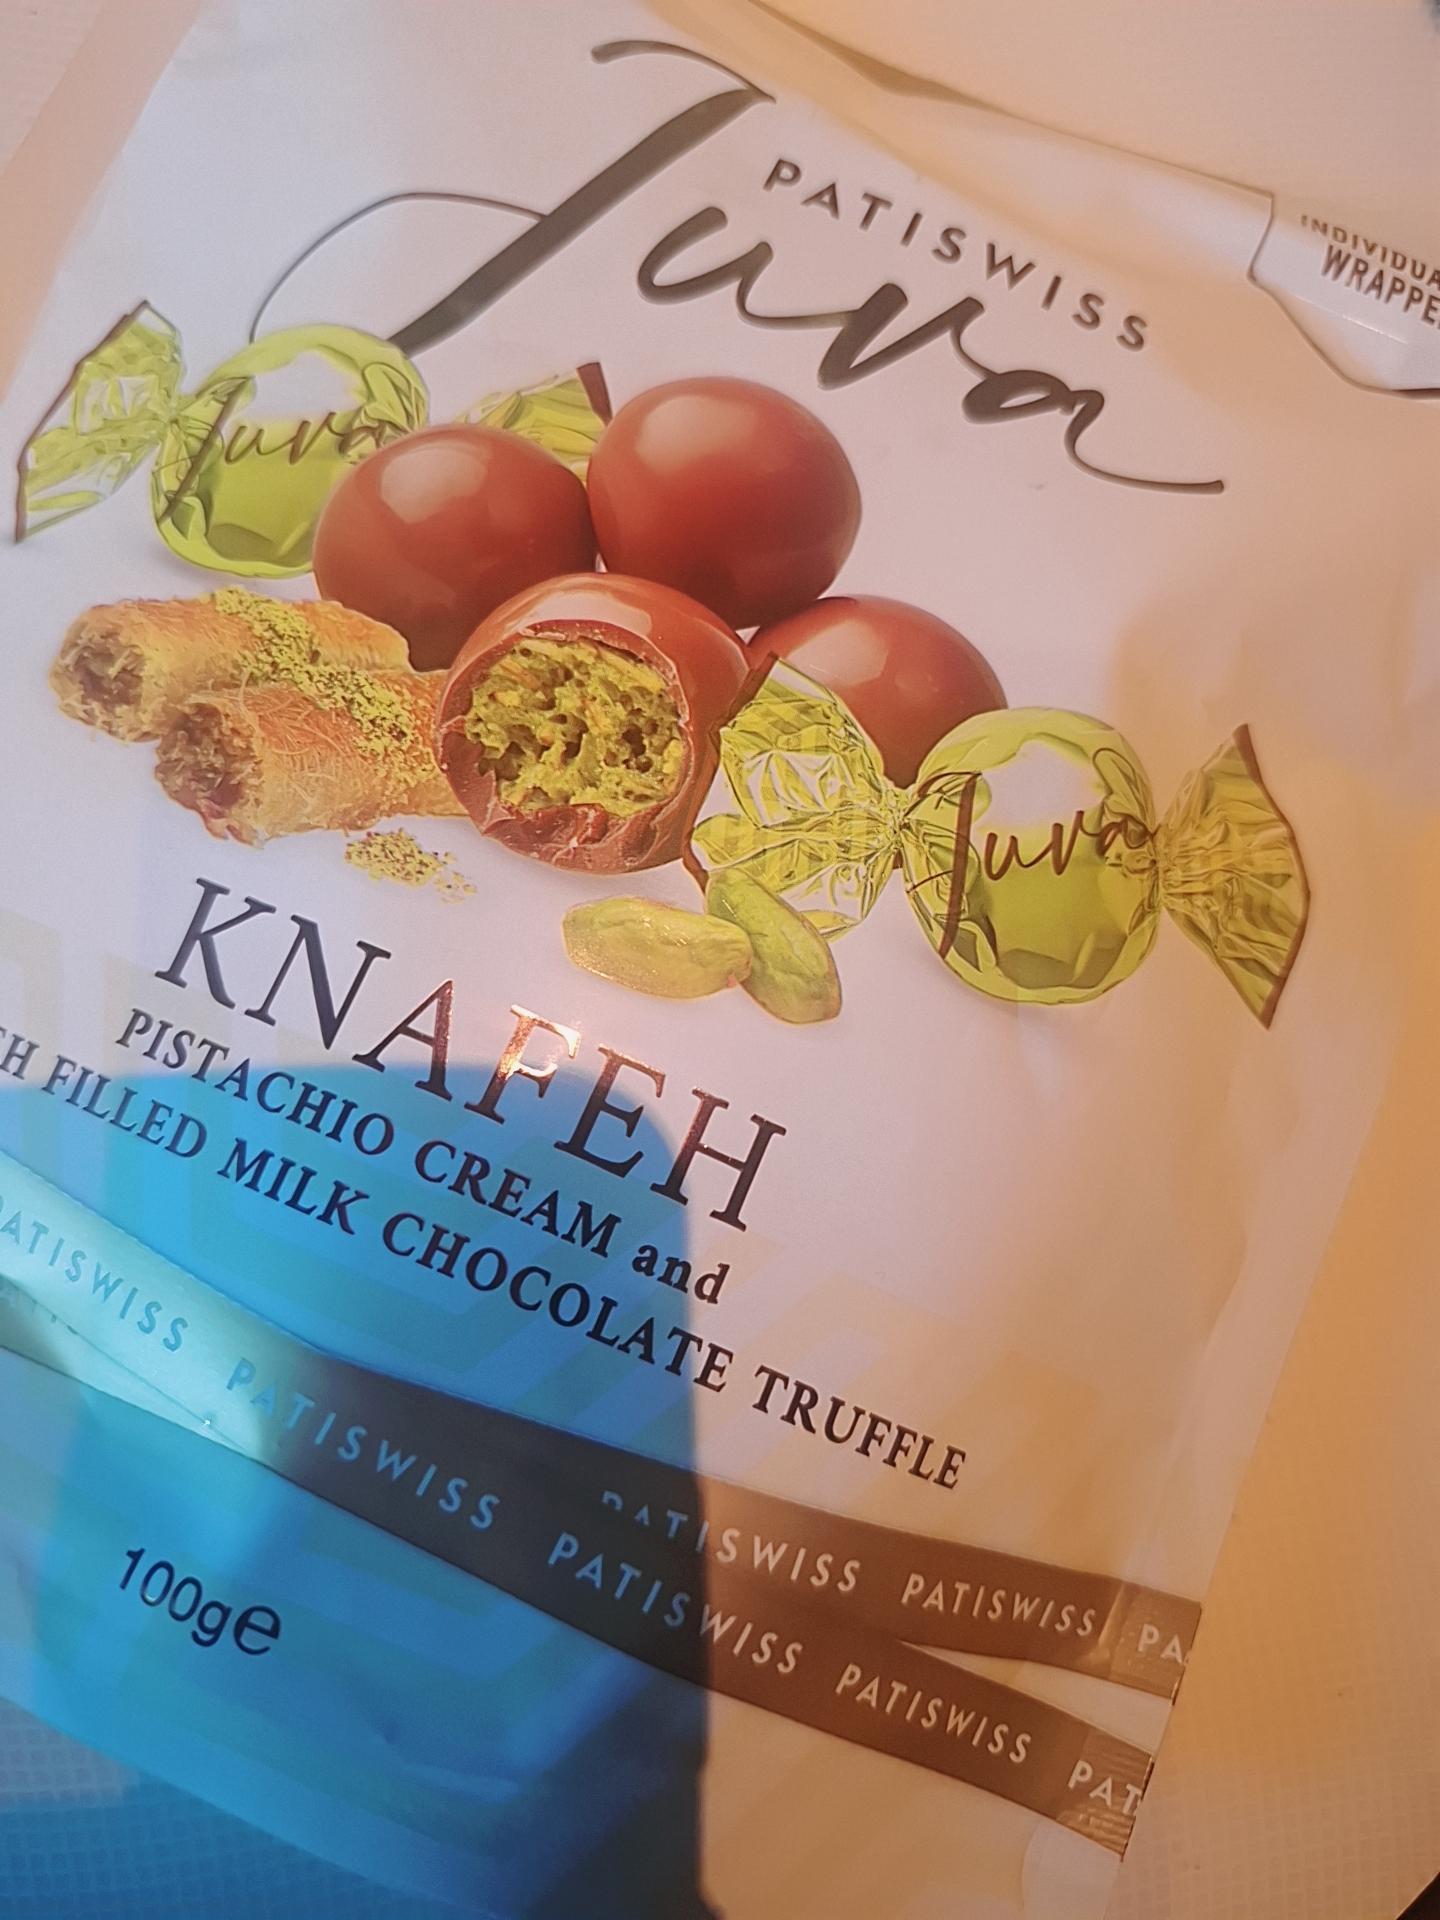 PATISWISS
Juva
INDIVIDUA
WRAPPE
Juva
Juva
KNAFEH
PISTACHIO CREAM and
FILLED MILK CHOCOLATE TRUFFLE
PATISWISS PATISWISS PATISWISS PATISWISS PAT
PATISWISS PATISWISS PA
100g℮